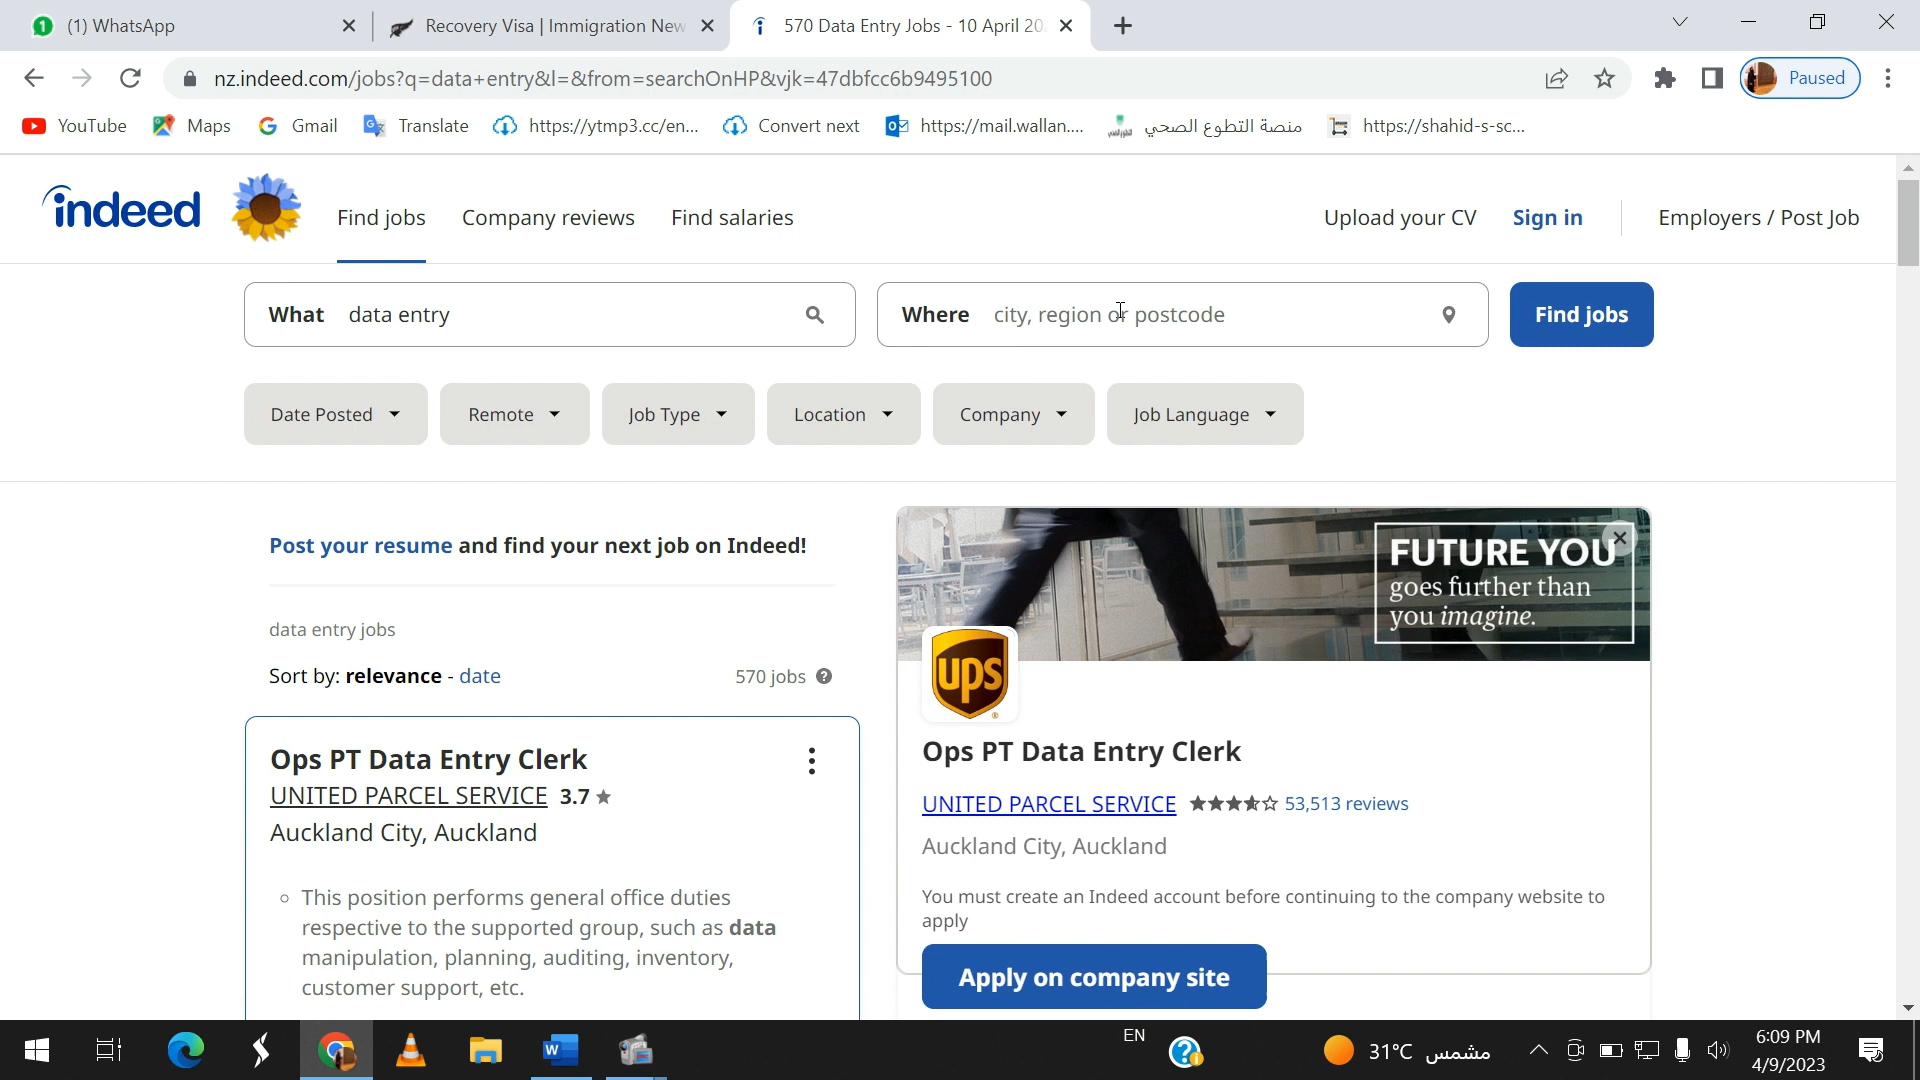 (1) WhatsApp
Recovery Visa | Immigration New
570 Data Entry Jobs - 10 April 20
nz.indeed.com/jobs?q=data+entry&l=&from=searchOnHP&vjk=47dbfcc6b9495100
Paused
YouTube
Maps
Gmail
Translate
https://ytmp3.cc/en...
Convert next
https://mail.wallan....
منصة التطوع الصحي
https://shahid-s-sc...
indeed
Find jobs
Company reviews
Find salaries
Upload your CV
Sign in
Employers / Post Job
What data entry
Where city, region or postcode
Find jobs
Date Posted
Remote
Job Type
Location
Company
Job Language
Post your resume and find your next job on Indeed!
data entry jobs
Sort by: relevance - date
570 jobs
Ops PT Data Entry Clerk
UNITED PARCEL SERVICE 3.7
Auckland City, Auckland
This position performs general office duties
respective to the supported group, such as data
manipulation, planning, auditing, inventory,
customer support, etc.
FUTURE YOU
goes further than
you imagine.
ups
Ops PT Data Entry Clerk
UNITED PARCEL SERVICE 53,513 reviews
Auckland City, Auckland
You must create an Indeed account before continuing to the company website to
apply
Apply on company site
EN
31°C مشمس
6:09 PM
4/9/2023